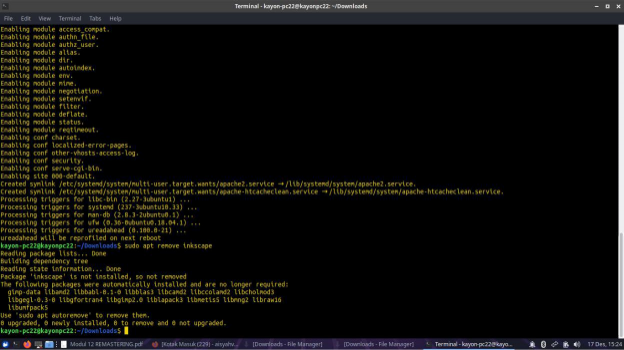 Terminal - kayon-pc22@kayonpc22: ~/Downloads
File Edit View Terminal Tabs Help
Enabling module access_compat.
Enabling module authn_file.
Enabling module authz_user.
Enabling module alias.
Enabling module dir.
Enabling module autoindex.
Enabling module env.
Enabling module mime.
Enabling module negotiation.
Enabling module setenvif.
Enabling module filter.
Enabling module deflate.
Enabling module status.
Enabling module reqtimeout.
Enabling conf charset.
Enabling conf localized-error-pages.
Enabling conf other-vhosts-access-log.
Enabling conf security.
Enabling conf serve-cgi-bin.
Enabling site 000-default.
Created symlink /etc/systemd/system/multi-user.target.wants/apache2.service → /lib/systemd/system/apache2.service.
Created symlink /etc/systemd/system/multi-user.target.wants/apache-htcacheclean.service → /lib/systemd/system/apache-htcacheclean.service.
Processing triggers for libc-bin (2.27-3ubuntu1) ...
Processing triggers for systemd (237-3ubuntu10.33) ...
Processing triggers for man-db (2.8.3-2ubuntu0.1) ...
Processing triggers for ufw (0.36-0ubuntu0.18.04.1) ...
Processing triggers for ureadahead (0.100.0-21) ...
ureadahead will be reprofiled on next reboot
kayon-pc22@kayonpc22:~/Downloads$ sudo apt remove inkscape
Reading package lists... Done
Building dependency tree
Reading state information... Done
Package 'inkscape' is not installed, so not removed
The following packages were automatically installed and are no longer required:
gimp-data libamd2 libbabl-0.1-0 libblas3 libcamd2 libccolamd2 libcholmod3
libgegl-0.3-0 libgfortran4 libgimp2.0 liblapack3 libmetis5 libmng2 libraw16
libumfpack5
Use 'sudo apt autoremove' to remove them.
0 upgraded, 0 newly installed, 0 to remove and 0 not upgraded.
kayon-pc22@kayonpc22:~/Downloads$
Modul 12 REMASTERING.pdf [Kotak Masuk (229) - aisyahv... [Downloads - File Manager] [Downloads - File Manager] Terminal - kayon-pc22@kayo... 17 Des, 15:24